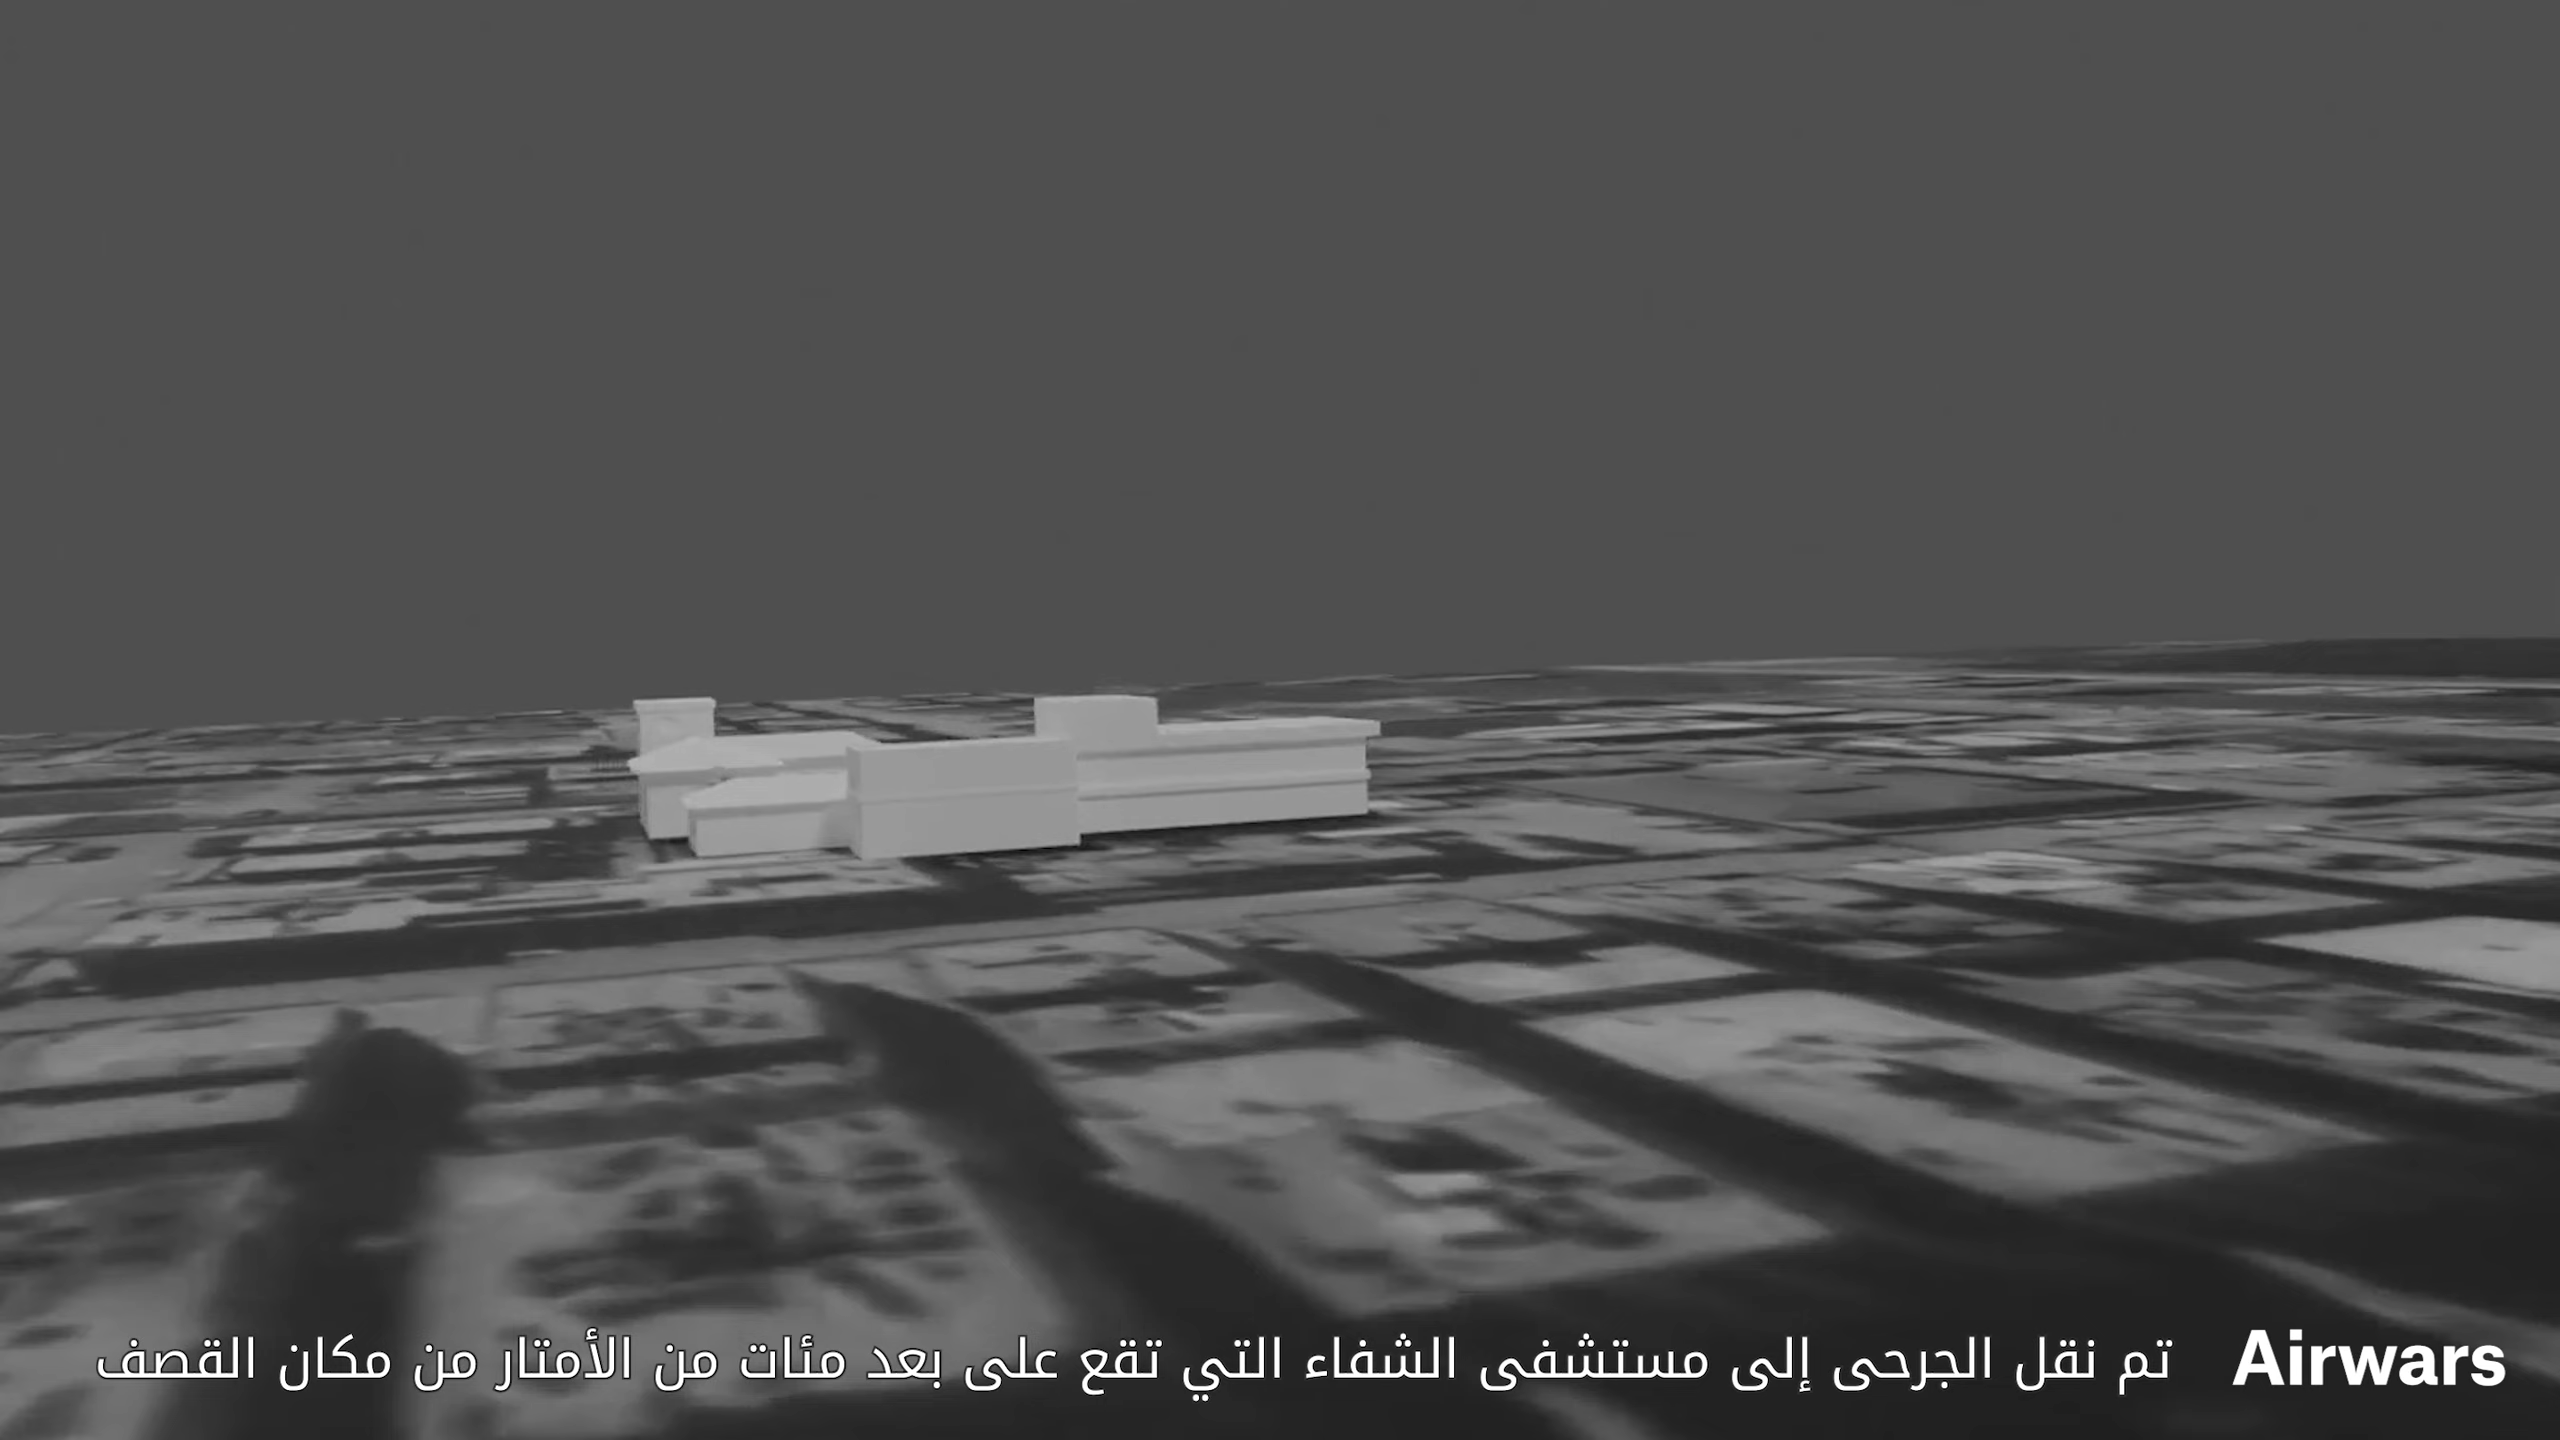 تم نقل الجرحى إلى مستشفى الشفاء التي تقع على بعد مئات من الأمتار من مكان القصف
Airwars